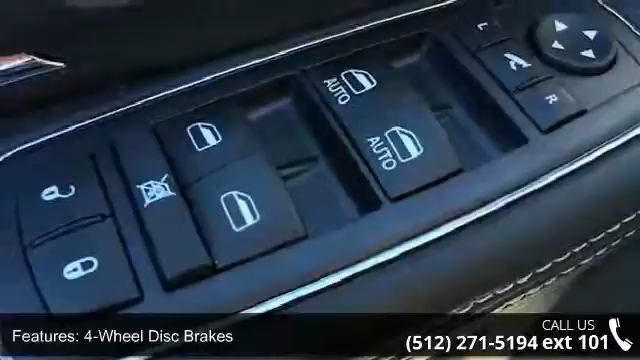 L
AUTO
AUTO
R
CALL US
Features: 4-Wheel Disc Brakes
(512) 271-5194 ext 101